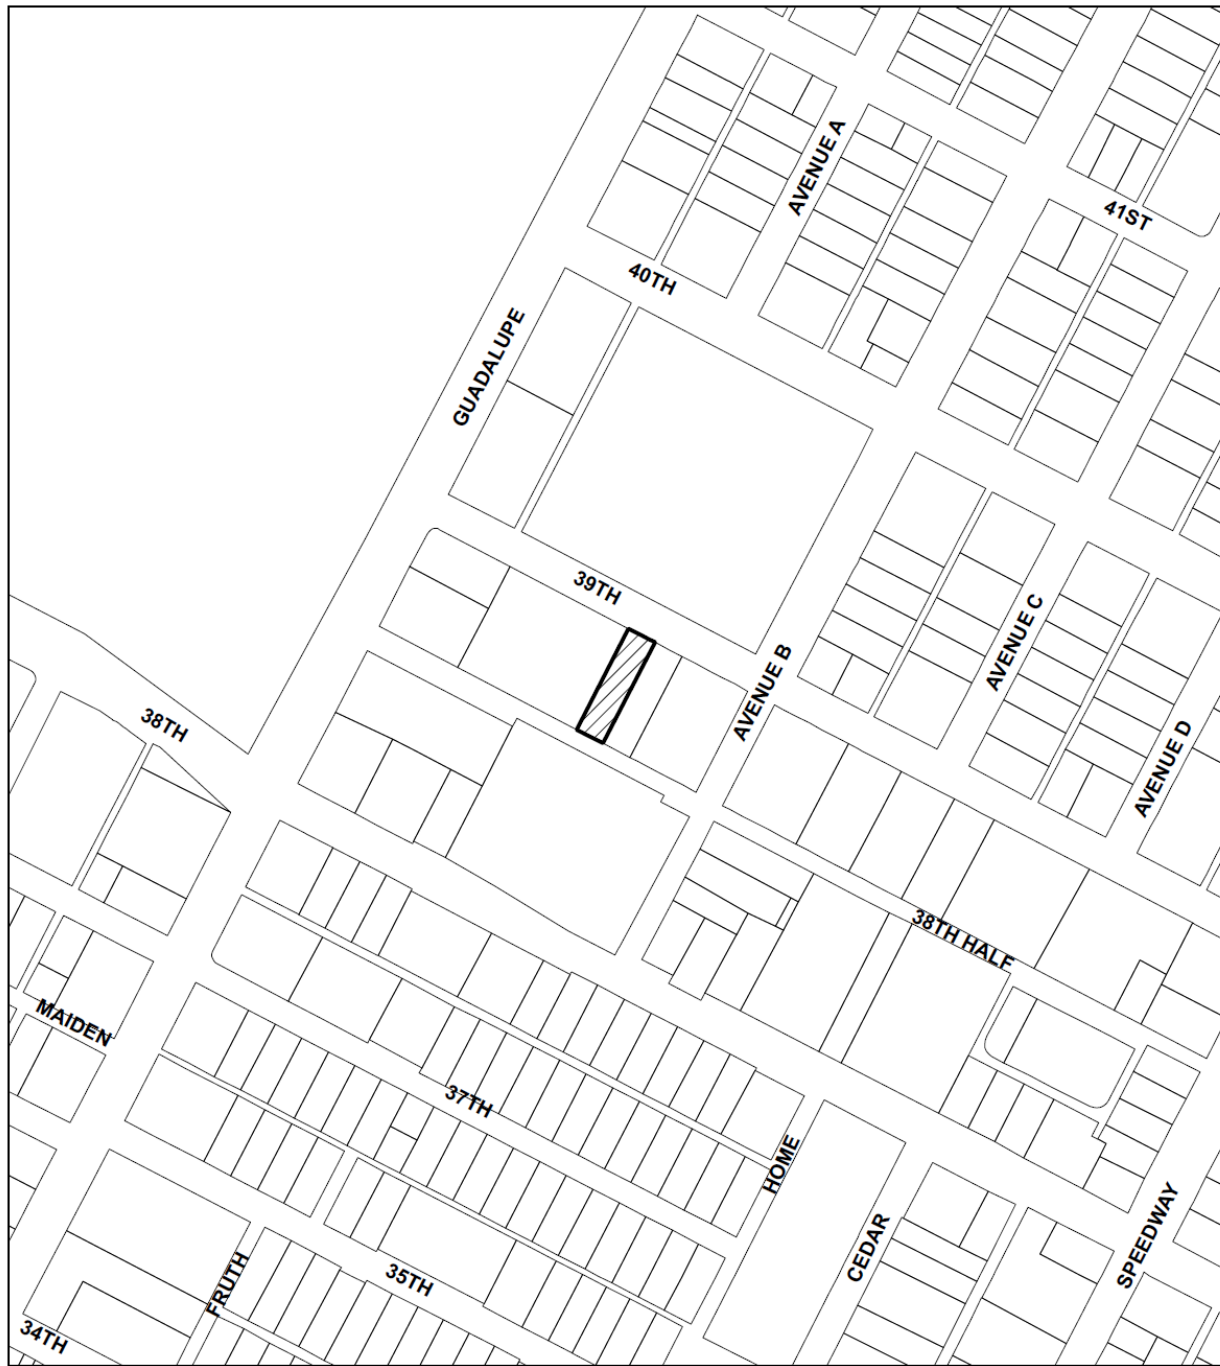 AVENUE A
41ST
40TH
GUADALUPE
39TH
AVENUE C
AVENUE B
38TH
AVENUE D
38TH HALF
MAIDEN
37TH
HOME
CEDAR
SPEEDWAY
FRUTH
35TH
34TH